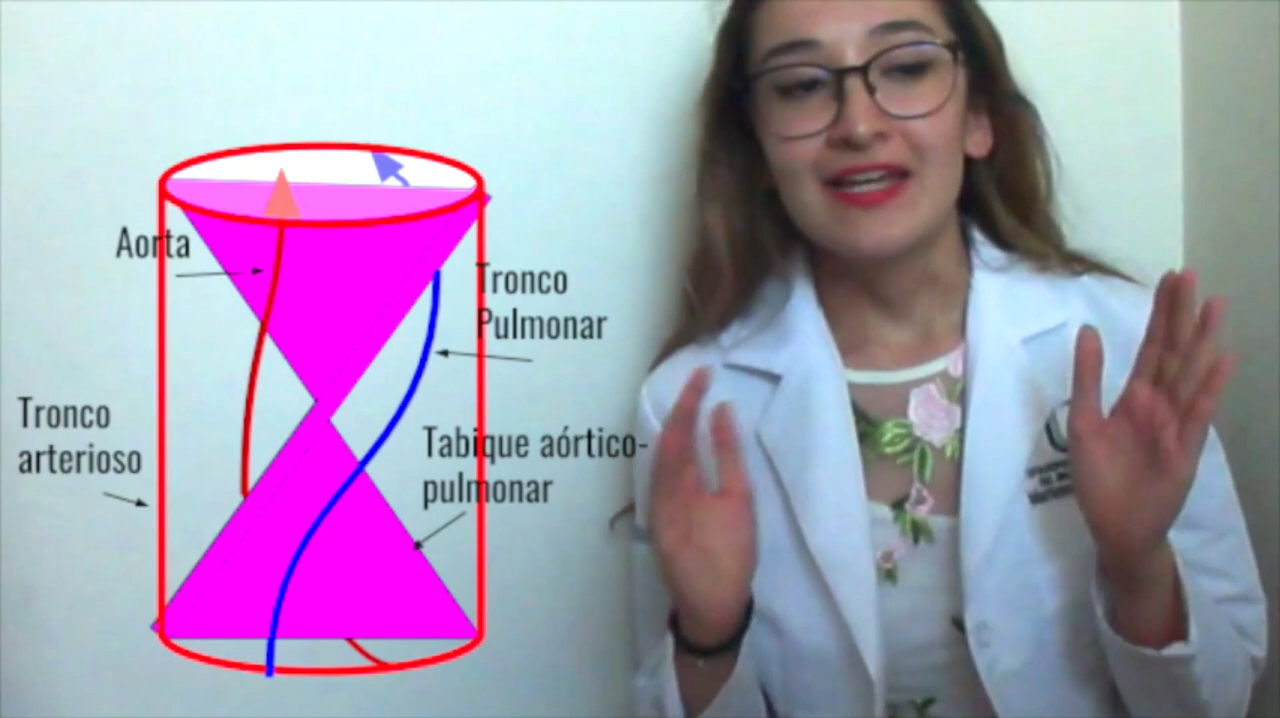 Aorta
Tronco
Pulmonar
Tronco
arterioso
Tabique aórtico-
pulmonar